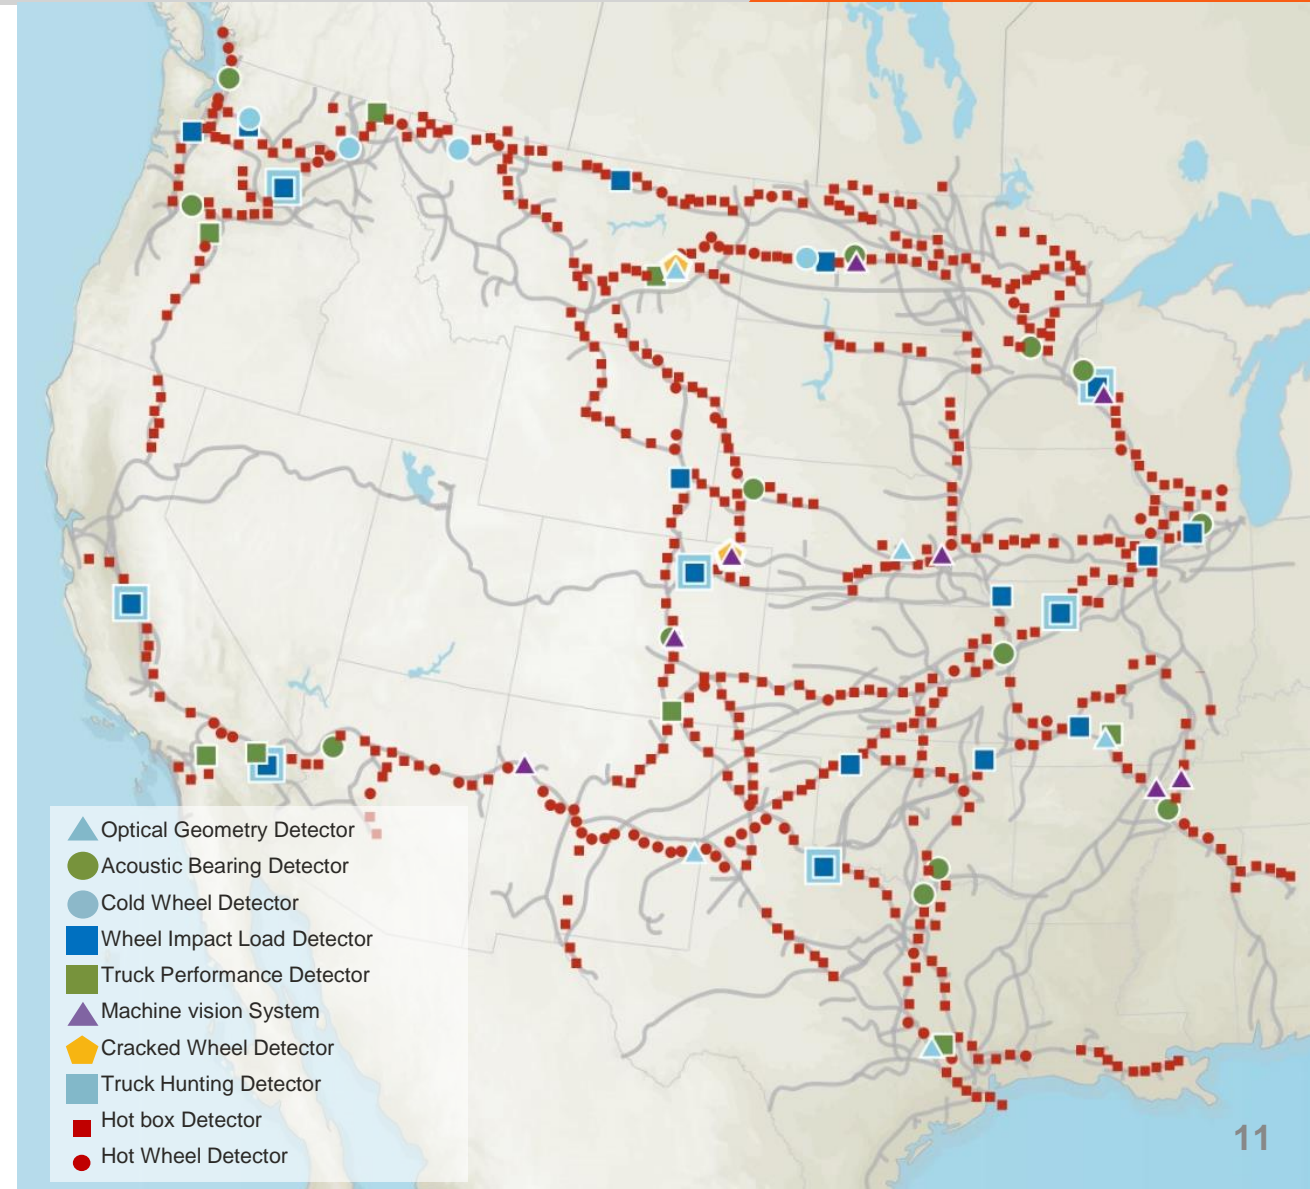 Optical Geometry Detector
Acoustic Bearing Detector
Cold Wheel Detector
Wheel Impact Load Detector
Truck Performance Detector
Machine vision System
Cracked Wheel Detector
Truck Hunting Detector
Hot box Detector
Hot Wheel Detector
11